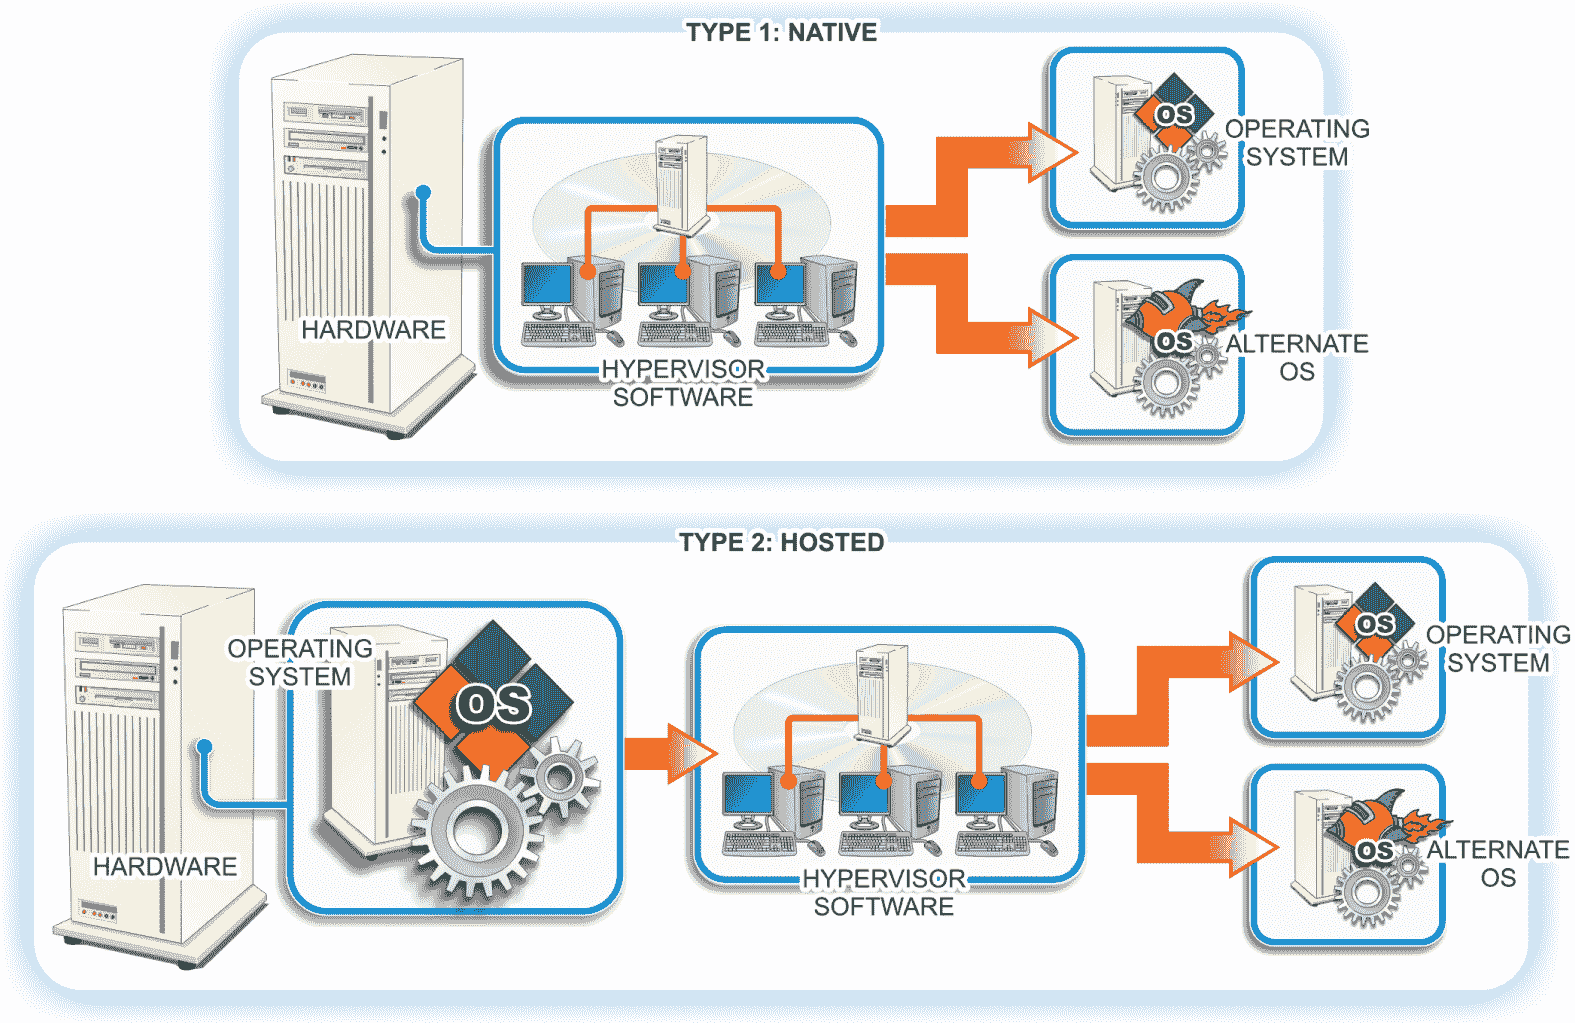 TYPE 1: NATIVE
HARDWARE
HYPERVISOR
SOFTWARE
OS
OPERATING
SYSTEM
OS
ALTERNATE
OS
TYPE 2: HOSTED
HARDWARE
OPERATING
SYSTEM
OS
HYPERVISOR
SOFTWARE
OS
OPERATING
SYSTEM
OS
ALTERNATE
OS